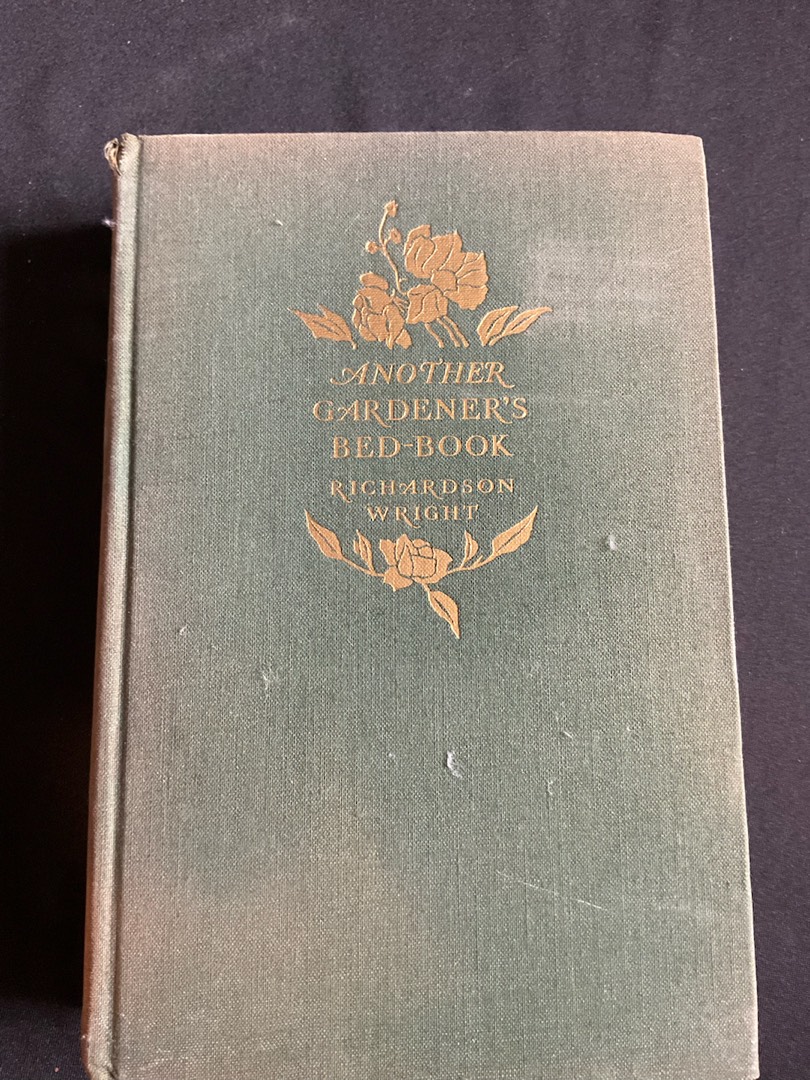 ANOTHER
GARDENER'S
BED-BOOK
RICHARDSON
WRIGHT